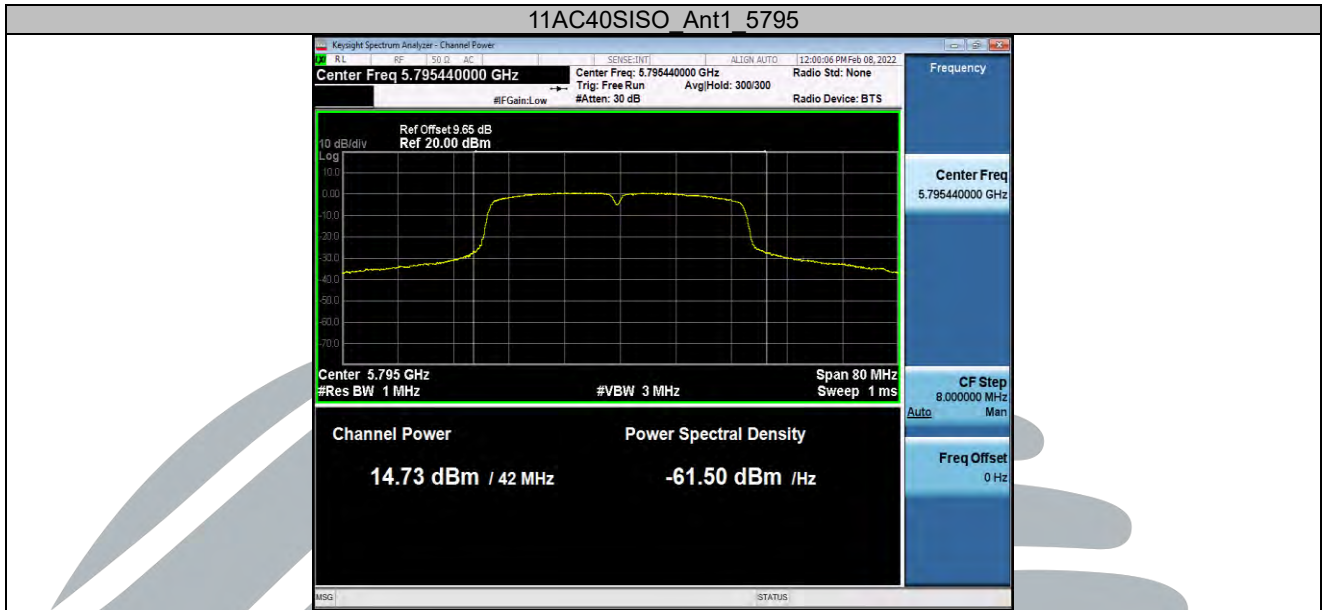 11AC40SISO_Ant1_5795
Keysight Spectrum Analyzer - Channel Power
RL RF 50 Ω AC SENSE:INT ALIGN AUTO 12:00:06 PM Feb 08, 2022
Center Freq 5.795440000 GHz
Center Freq: 5.795440000 GHz Radio Std: None
Trig: Free Run Avg|Hold: 300/300
#IFGain:Low #Atten: 30 dB Radio Device: BTS
Ref Offset 9.65 dB
10 dB/div Ref 20.00 dBm
Log
10.0
0.00
-10.0
-20.0
-30.0
-40.0
-50.0
-60.0
-70.0
Center 5.795 GHz Span 80 MHz
#Res BW 1 MHz #VBW 3 MHz Sweep 1 ms
Channel Power Power Spectral Density
14.73 dBm / 42 MHz -61.50 dBm /Hz
MSG STATUS
Frequency
Center Freq
5.795440000 GHz
CF Step
8.000000 MHz
Auto Man
Freq Offset
0 Hz